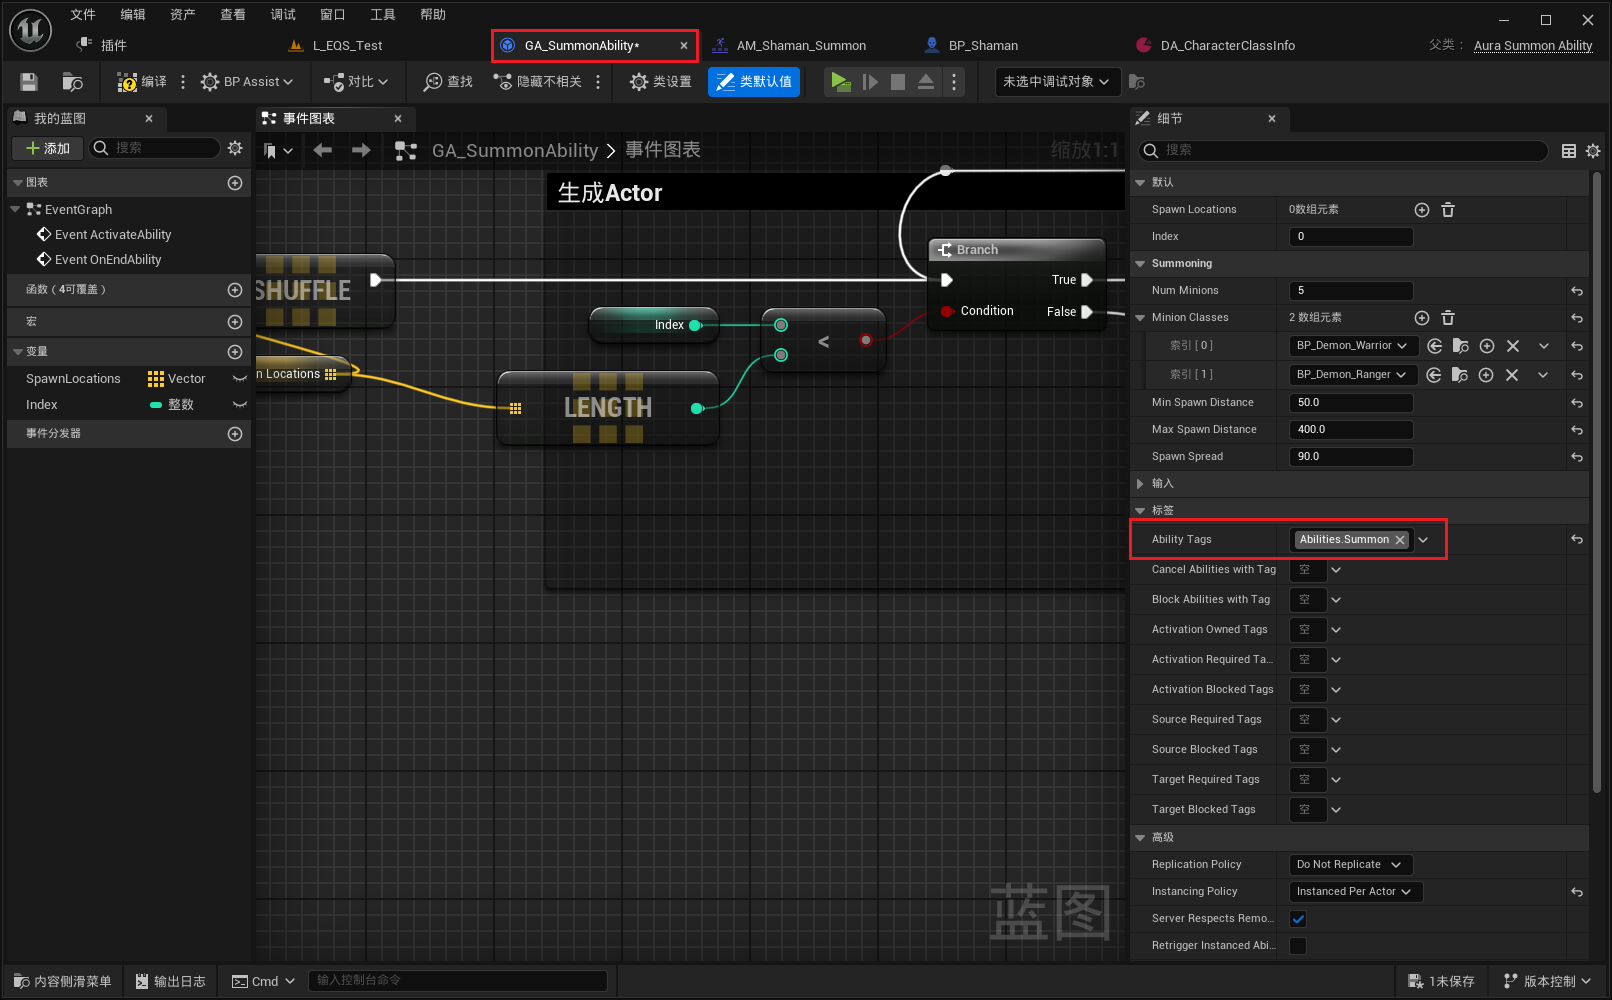 文件 编辑 资产 查看 调试 窗口 工具 帮助
插件 L_EQS_Test GA_SummonAbility* AM_Shaman_Summon BP_Shaman DA_CharacterClassInfo 父类： Aura Summon Ability
编译 BP Assist 对比 查找 隐藏不相关 类设置 类默认值 未选中调试对象
我的蓝图
添加 搜索
图表
EventGraph
Event ActivateAbility
Event OnEndAbility
函数（4可覆盖）
宏
变量
SpawnLocations Vector
Index 整数
事件分发器
事件图表
GA_SummonAbility 事件图表 缩放1:1
生成Actor
SHUFFLE
n Locations
Index
LENGTH
<
Branch
True
Condition
False
蓝图
细节
搜索
默认
Spawn Locations 0数组元素
Index 0
Summoning
Num Minions 5
Minion Classes 2 数组元素
索引 [ 0 ] BP_Demon_Warrior
索引 [ 1 ] BP_Demon_Ranger
Min Spawn Distance 50.0
Max Spawn Distance 400.0
Spawn Spread 90.0
输入
标签
Ability Tags Abilities.Summon
Cancel Abilities with Tag 空
Block Abilities with Tag 空
Activation Owned Tags 空
Activation Required Ta... 空
Activation Blocked Tags 空
Source Required Tags 空
Source Blocked Tags 空
Target Required Tags 空
Target Blocked Tags 空
高级
Replication Policy Do Not Replicate
Instancing Policy Instanced Per Actor
Server Respects Remo...
Retrigger Instanced Abi...
内容侧滑菜单 输出日志 Cmd 输入控制台命令 1未保存 版本控制